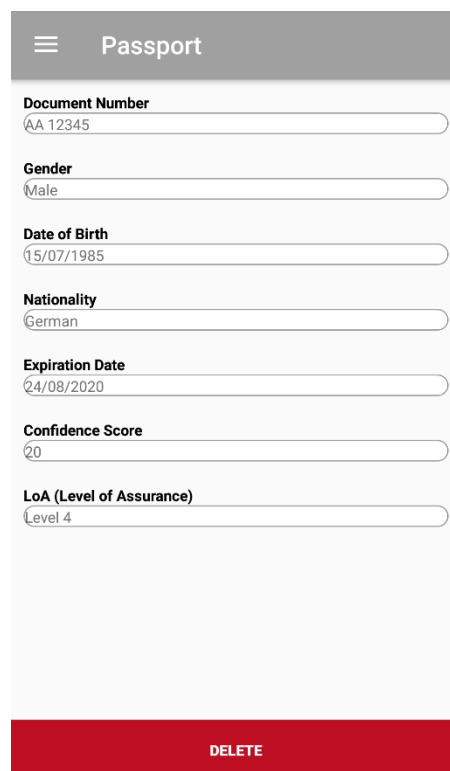 Passport
Document Number
AA 12345
Gender
Male
Date of Birth
15/07/1985
Nationality
German
Expiration Date
24/08/2020
Confidence Score
20
LoA (Level of Assurance)
Level 4
DELETE